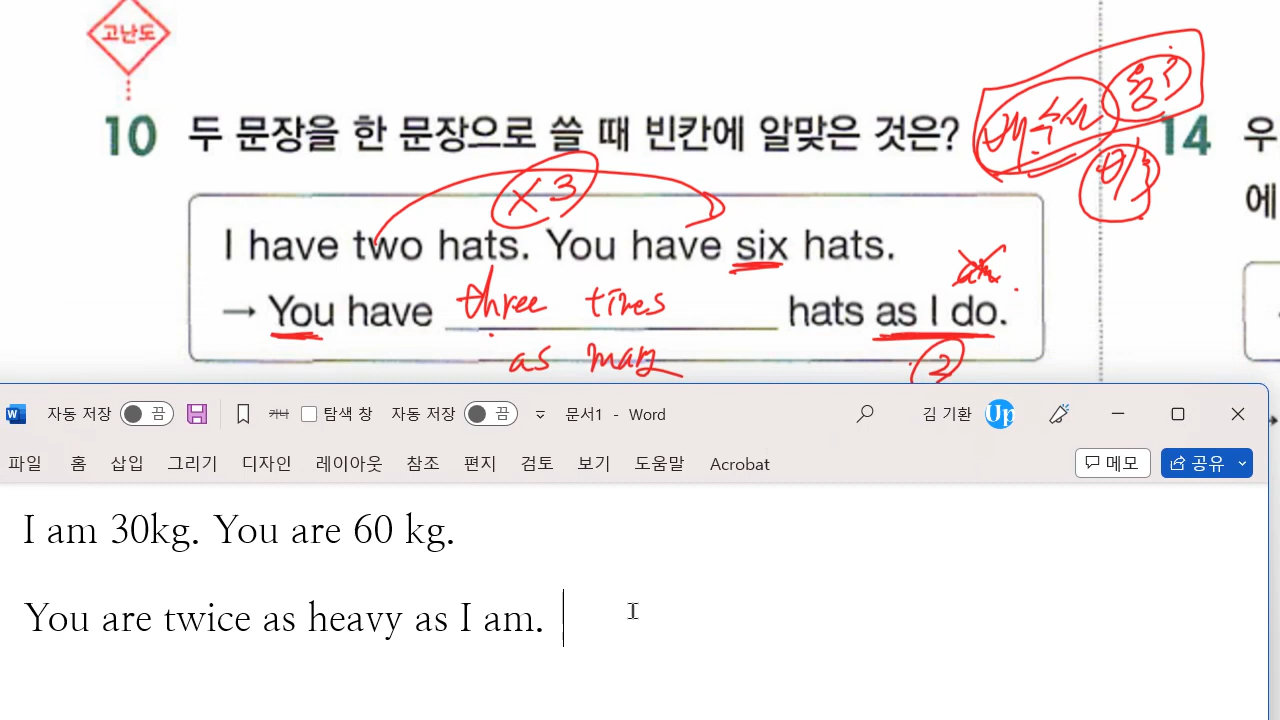 고난도
10 두 문장을 한 문장으로 쓸 때 빈칸에 알맞은 것은?
배수사
비교
14 우
에
×3
I have two hats. You have six hats.
am
→ You have three times hats as I do.
as many
②
자동 저장 끔 탐색 창 자동 저장 끔 문서1 - Word 김 기환 Up
파일 홈 삽입 그리기 디자인 레이아웃 참조 편지 검토 보기 도움말 Acrobat 메모 공유
I am 30kg. You are 60 kg.
You are twice as heavy as I am.